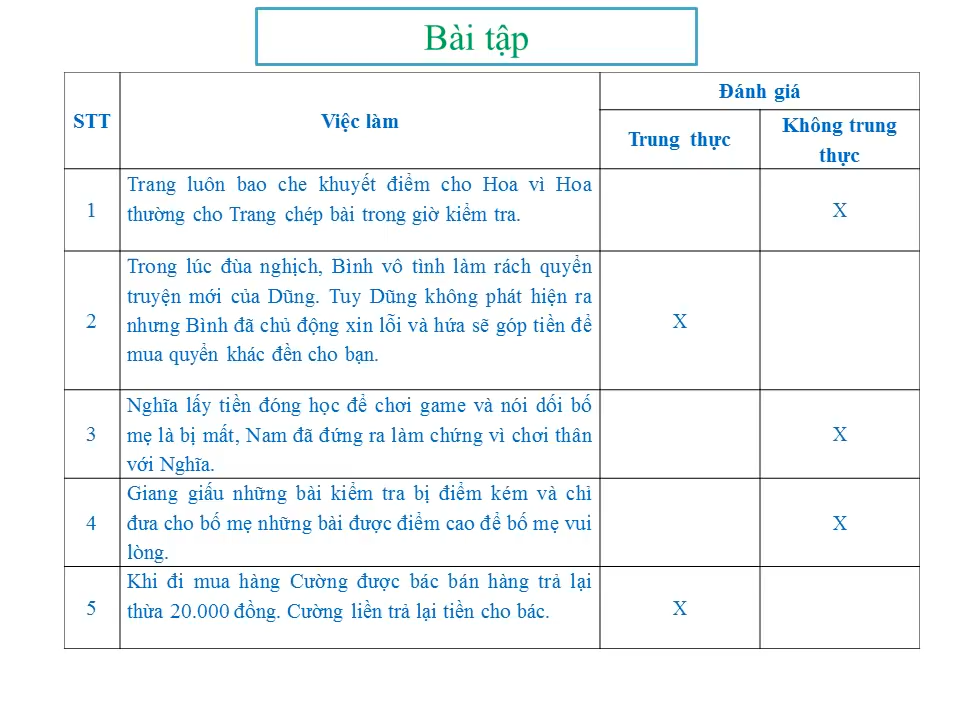 Bài tập
STT
Việc làm
Đánh giá
Trung thực
Không trung
thực
1
Trang luôn bao che khuyết điểm cho Hoa vì Hoa
thường cho Trang chép bài trong giờ kiểm tra.
X
2
Trong lúc đùa nghịch, Bình vô tình làm rách quyển
truyện mới của Dũng. Tuy Dũng không phát hiện ra
nhưng Bình đã chủ động xin lỗi và hứa sẽ góp tiền để
mua quyển khác đền cho bạn.
X
3
Nghĩa lấy tiền đóng học để chơi game và nói dối bố
mẹ là bị mất, Nam đã đứng ra làm chứng vì chơi thân
với Nghĩa.
X
4
Giang giấu những bài kiểm tra bị điểm kém và chỉ
đưa cho bố mẹ những bài được điểm cao để bố mẹ vui
lòng.
X
5
Khi đi mua hàng Cường được bác bán hàng trả lại
thừa 20.000 đồng. Cường liền trả lại tiền cho bác.
X